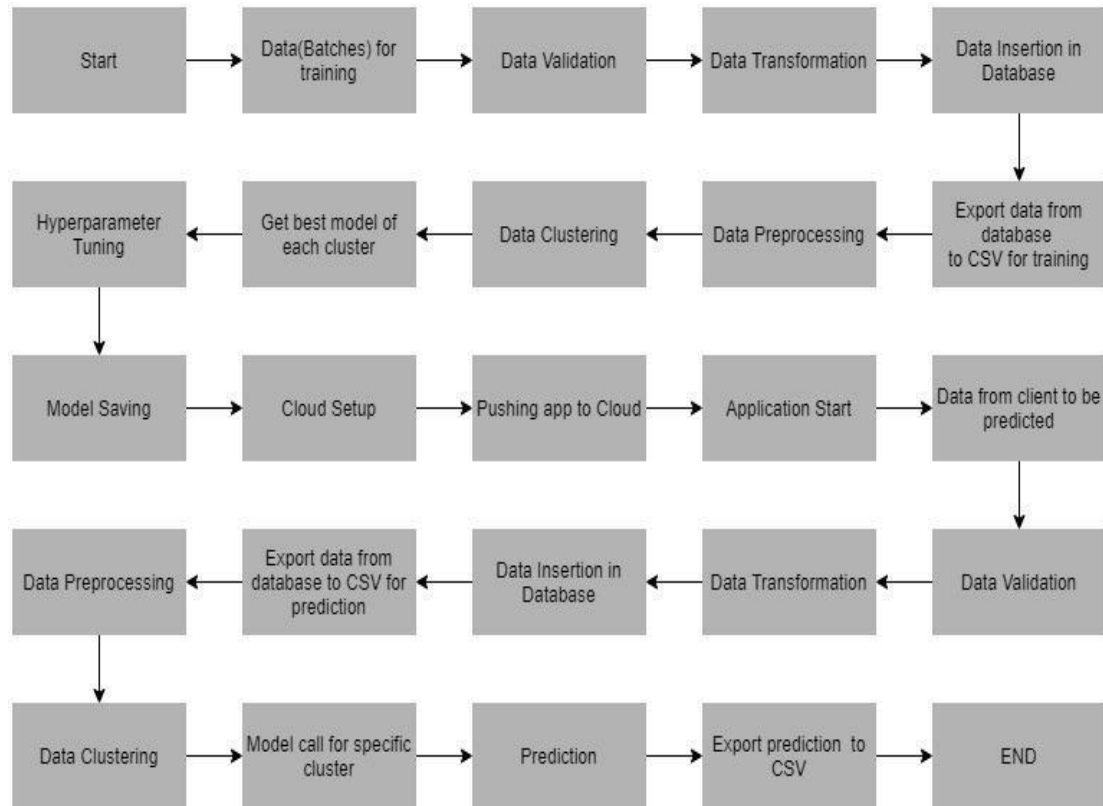 Start
Data(Batches) for
training
Data Validation
Data Transformation
Data Insertion in
Database
Hyperparameter
Tuning
Get best model of
each cluster
Data Clustering
Data Preprocessing
Export data from
database
to CSV for training
Model Saving
Cloud Setup
Pushing app to Cloud
Application Start
Data from client to be
predicted
Data Preprocessing
Export data from
database to CSV for
prediction
Data Insertion in
Database
Data Transformation
Data Validation
Data Clustering
Model call for specific
cluster
Prediction
Export prediction to
CSV
END